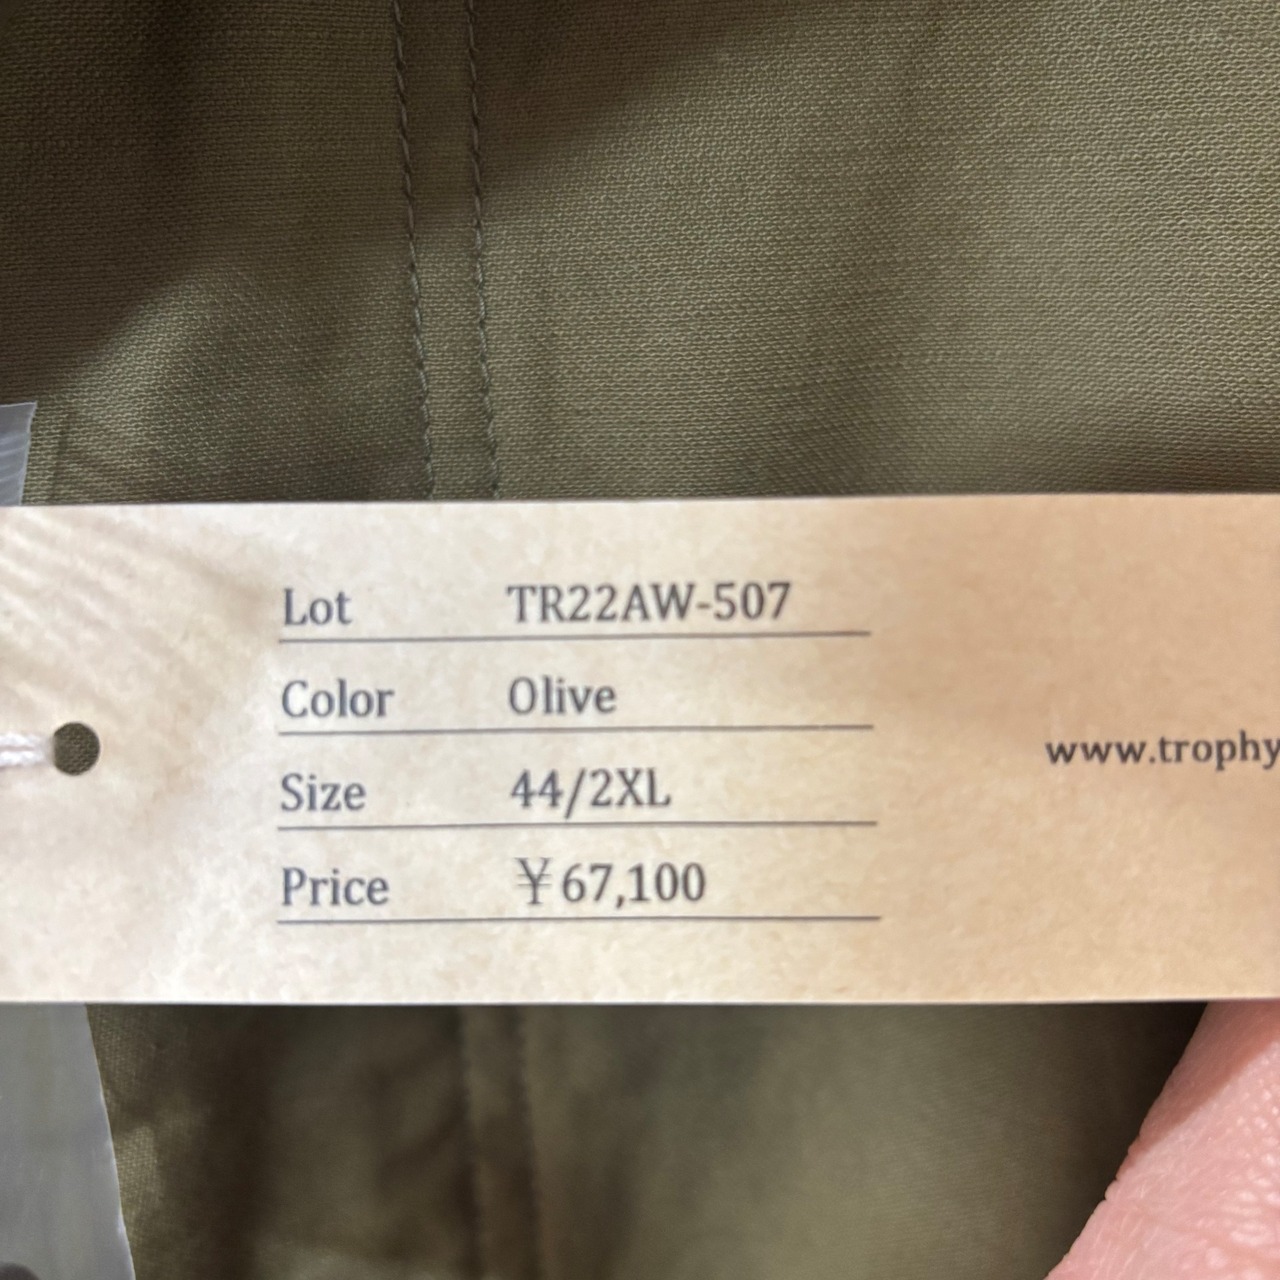 Lot TR22AW-507
Color Olive
Size 44/2XL
Price ¥67,100
www.trophy